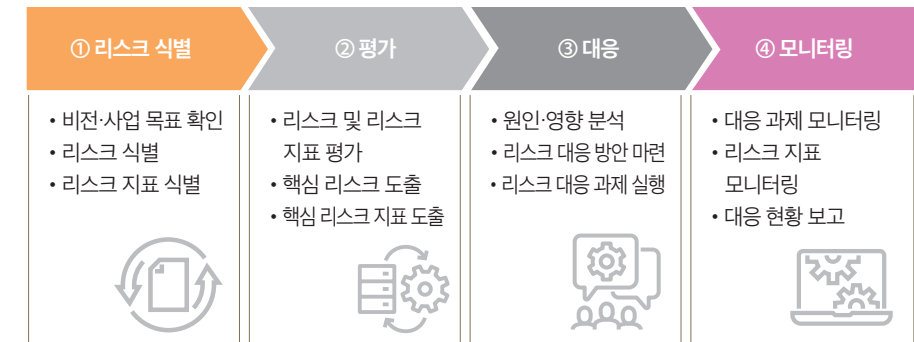 ① 리스크 식별
• 비전·사업 목표 확인
• 리스크 식별
• 리스크 지표 식별
② 평가
• 리스크 및 리스크
지표 평가
• 핵심 리스크 도출
• 핵심 리스크 지표 도출
③ 대응
• 원인·영향 분석
• 리스크 대응 방안 마련
• 리스크 대응 과제 실행
④ 모니터링
• 대응 과제 모니터링
• 리스크 지표
모니터링
• 대응 현황 보고